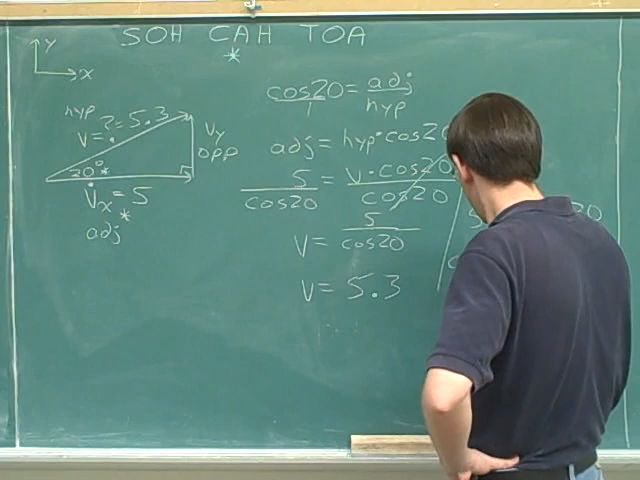 SOH CAH TOA
*
Y
X
cos20 = adj
1 hyp
hyp
v = ? = 5.3
Vy
opp
20° *
Vx = 5
*
adj
adj = hyp · cos20
5 = v · cos20
cos20 cos20
v = 5
cos20
v = 5.3
20